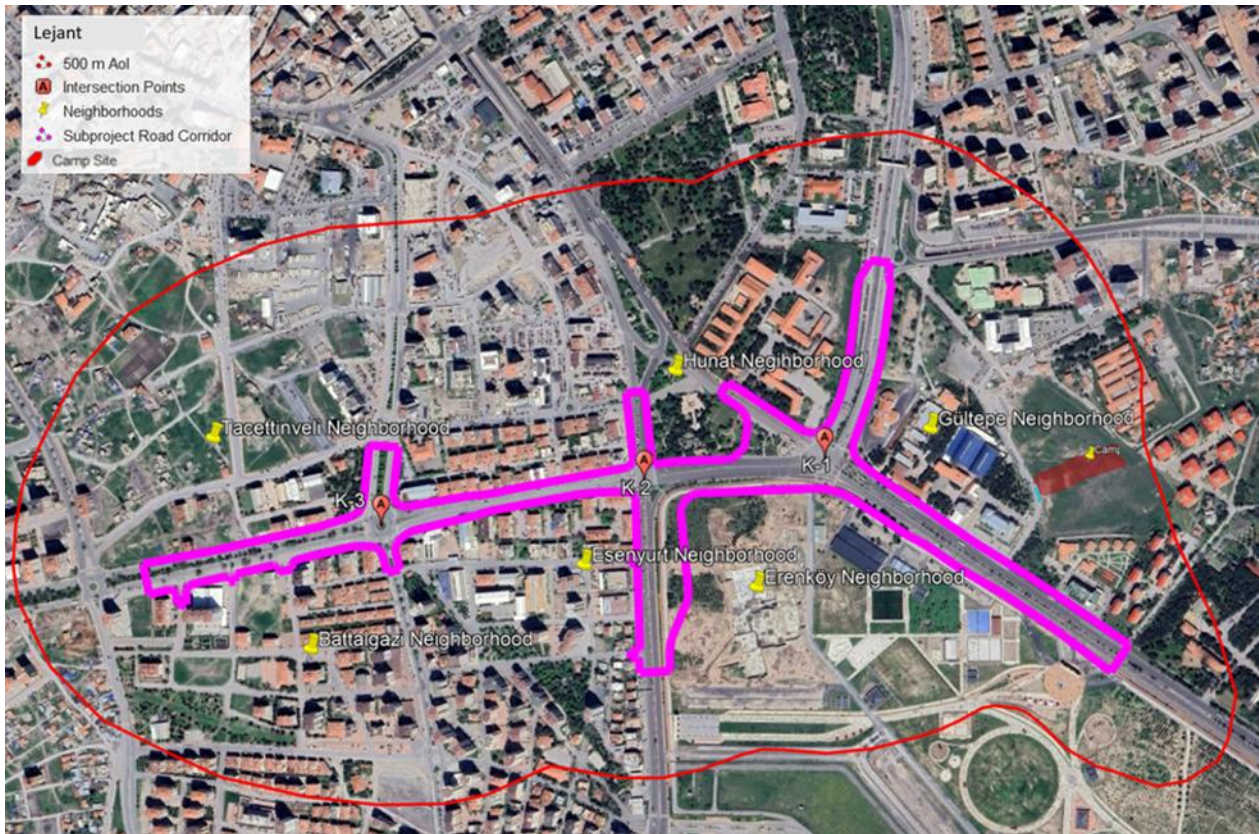 Lejant
500 m AoI
A Intersection Points
Neighborhoods
Subproject Road Corridor
Camp Site
Hunat Negihborhood
Gültepe Neighborhood
Tacettinveli Neighborhood
A
K-1
Camp
A
K-2
K-3
A
Esenyurt Neighborhood
Erenköy Neighborhood
Battalgazi Neighborhood